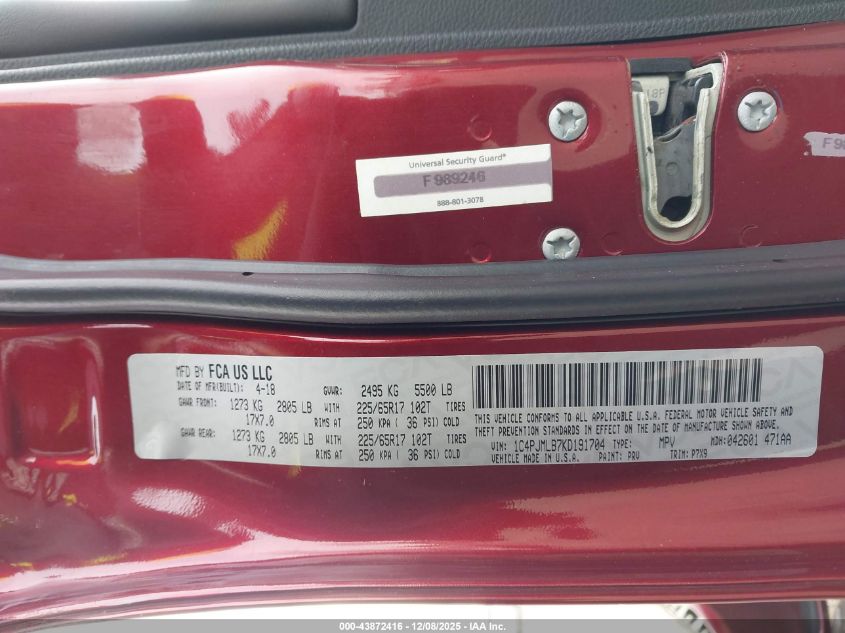 18P
Universal Security Guard®
F 989246
888-801-3078
F 98
MFD BY FCA US LLC
DATE OF MFR(BUILT): 4-18 GVWR: 2495 KG 5500 LB
GAWR FRONT: 1273 KG 2805 LB WITH 225/65R17 102T TIRES
17X7.0 RIMS AT 250 KPA ( 36 PSI) COLD
GAWR REAR: 1273 KG 2805 LB WITH 225/65R17 102T TIRES
17X7.0 RIMS AT 250 KPA ( 36 PSI) COLD
THIS VEHICLE CONFORMS TO ALL APPLICABLE U.S.A. FEDERAL MOTOR VEHICLE SAFETY AND
THEFT PREVENTION STANDARDS IN EFFECT ON THE DATE OF MANUFACTURE SHOWN ABOVE.
VIN: 1C4PJMLB7KD191704 TYPE: MPV MDH: 042601 471AA
VEHICLE MADE IN U.S.A. PAINT: PRV TRIM: P7X9
000-43872416 - 12/08/2025 - IAA Inc.